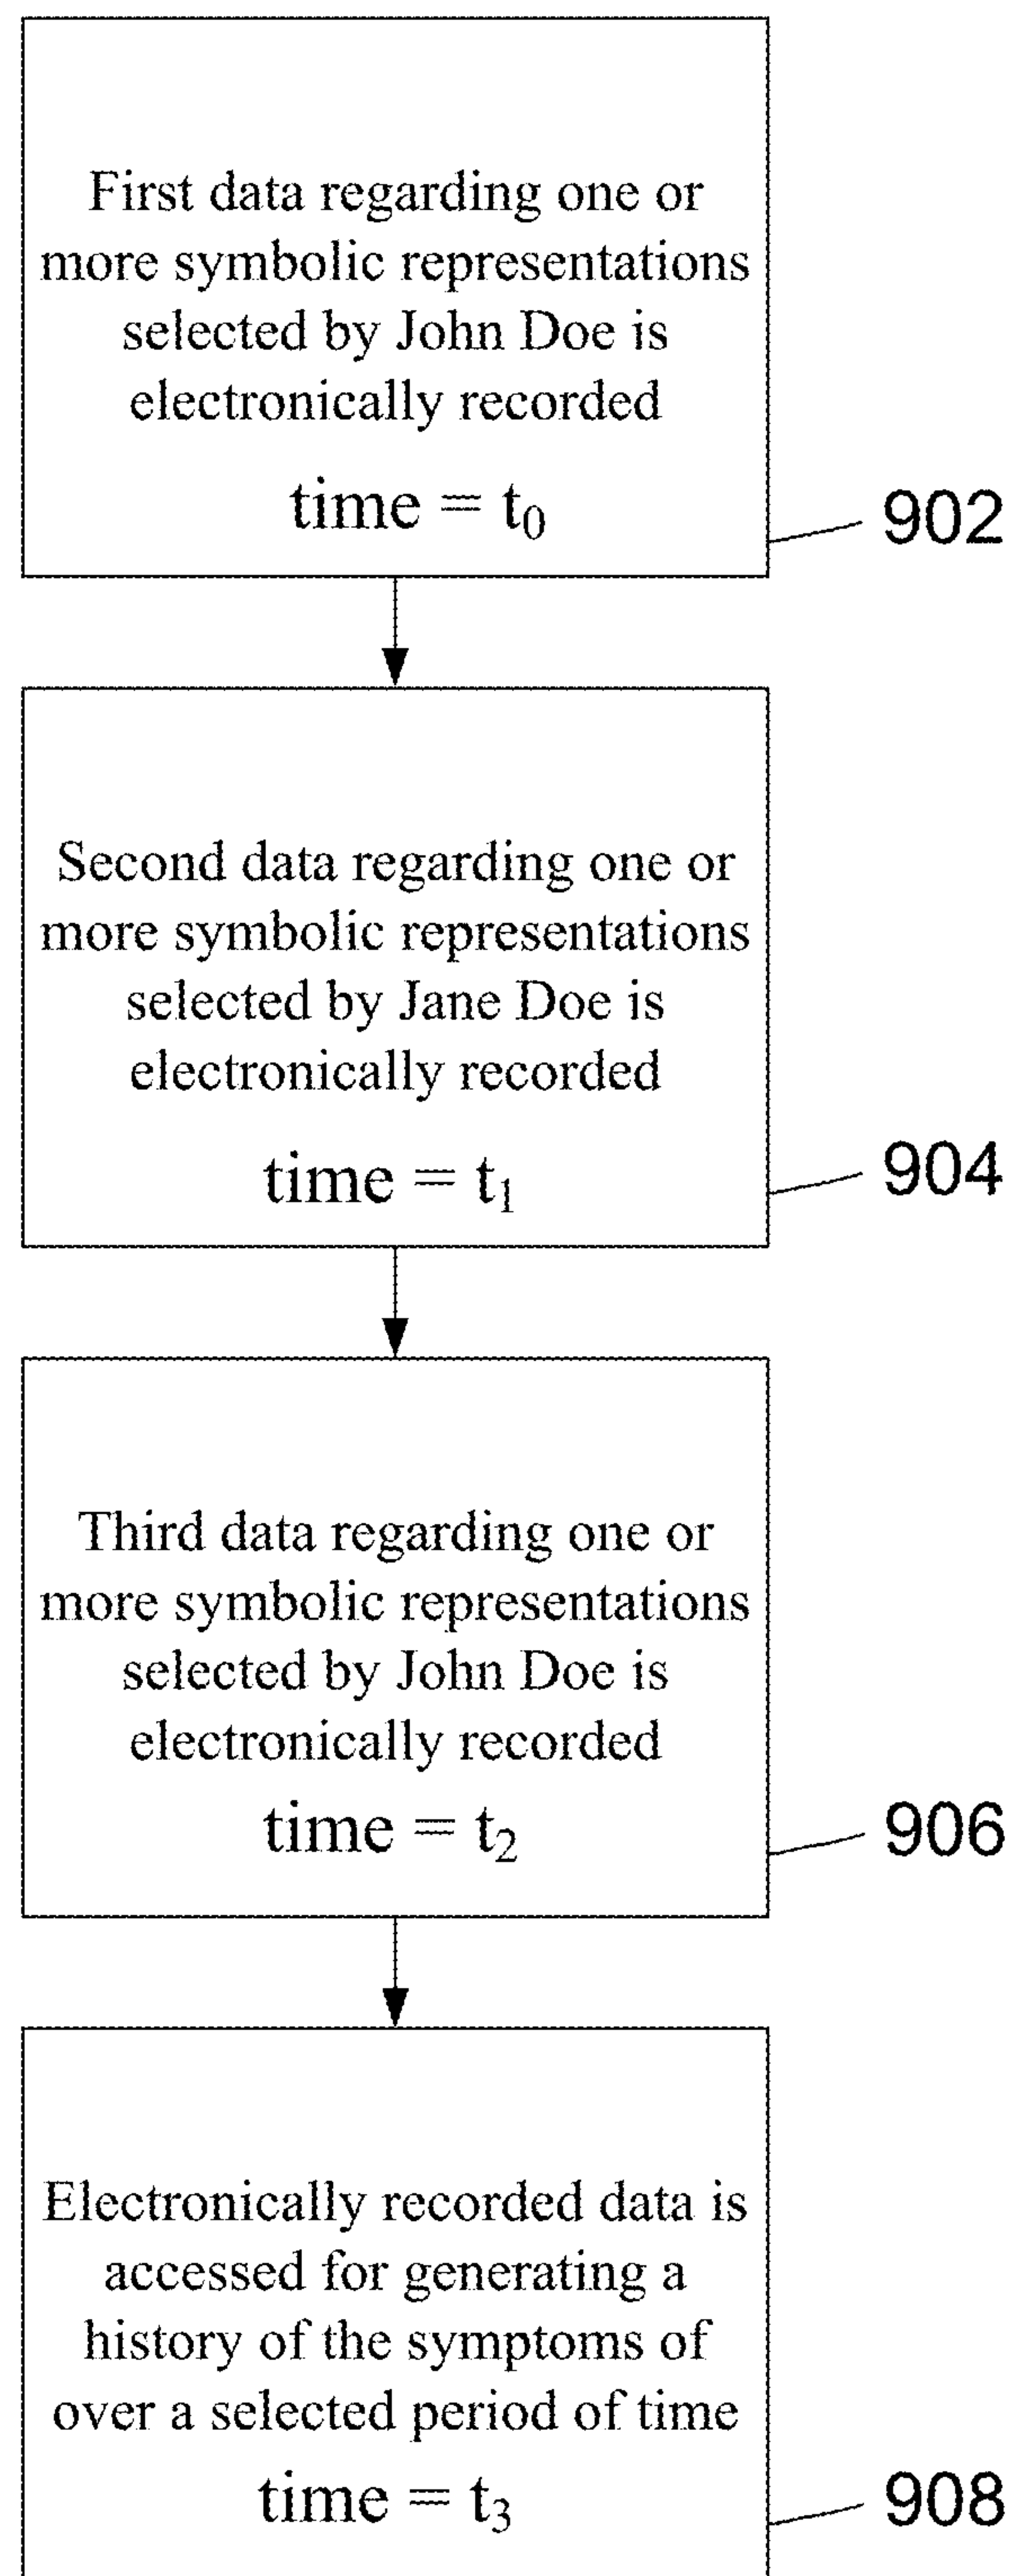 First data regarding one or
more symbolic representations
selected by John Doe is
electronically recorded
time = t₀
902
Second data regarding one or
more symbolic representations
selected by Jane Doe is
electronically recorded
time = t₁
904
Third data regarding one or
more symbolic representations
selected by John Doe is
electronically recorded
time = t₂
906
Electronically recorded data is
accessed for generating a
history of the symptoms of
over a selected period of time
time = t₃
908